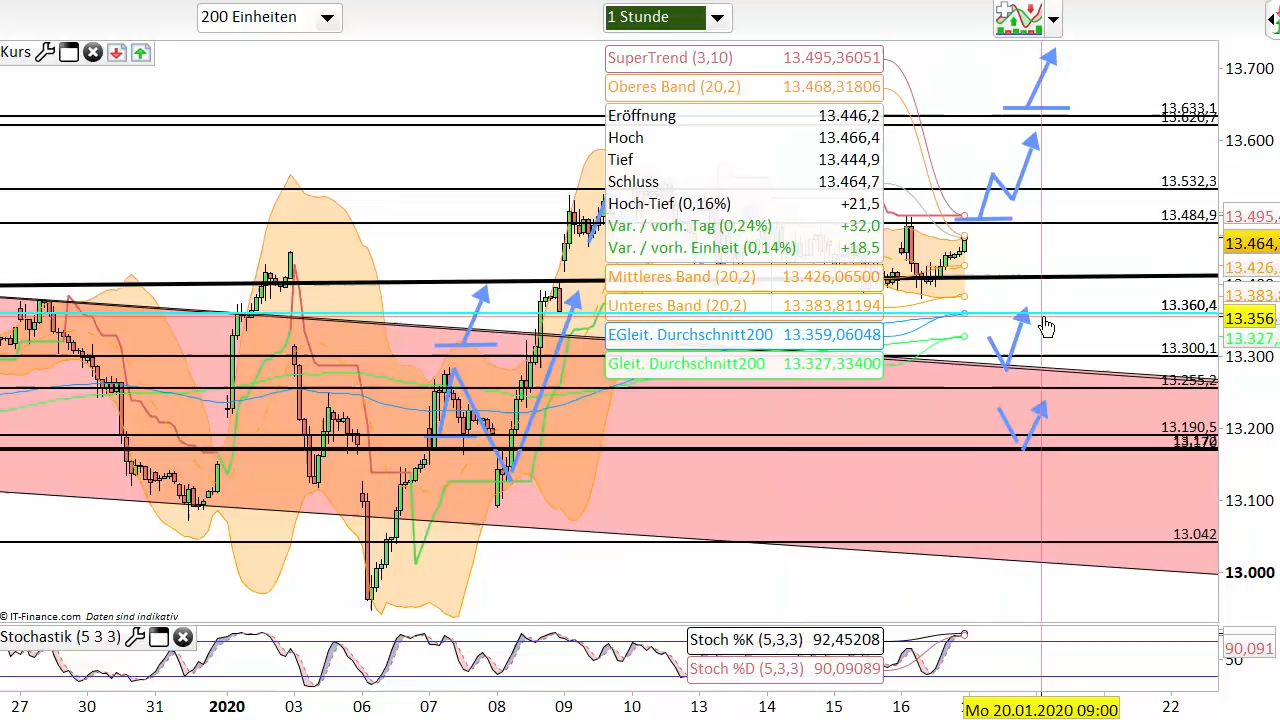 200 Einheiten
1 Stunde
Kurs
SuperTrend (3,10) 13.495,36051
Oberes Band (20,2) 13.468,31806
Eröffnung 13.446,2
Hoch 13.466,4
Tief 13.444,9
Schluss 13.464,7
Hoch-Tief (0,16%) +21,5
Var. / vorh. Tag (0,24%) +32,0
Var. / vorh. Einheit (0,14%) +18,5
Mittleres Band (20,2) 13.426,06500
Unteres Band (20,2) 13.383,81194
EGleit. Durchschnitt200 13.359,06048
Gleit. Durchschnitt200 13.327,33400
13.633,1
13.620,7
13.532,3
13.484,9
13.360,4
13.300,1
13.255,2
13.190,5
13.170
13.042
13.700
13.600
13.495,
13.464,
13.426,
13.383,
13.356
13.327,
13.300
13.200
13.100
13.000
© IT-Finance.com Daten sind indikativ
Stochastik (5 3 3)
Stoch %K (5,3,3) 92,45208
Stoch %D (5,3,3) 90,09089
90,091
50
27 30 31 2020 03 06 07 08 09 10 13 14 15 16 22
Mo 20.01.2020 09:00